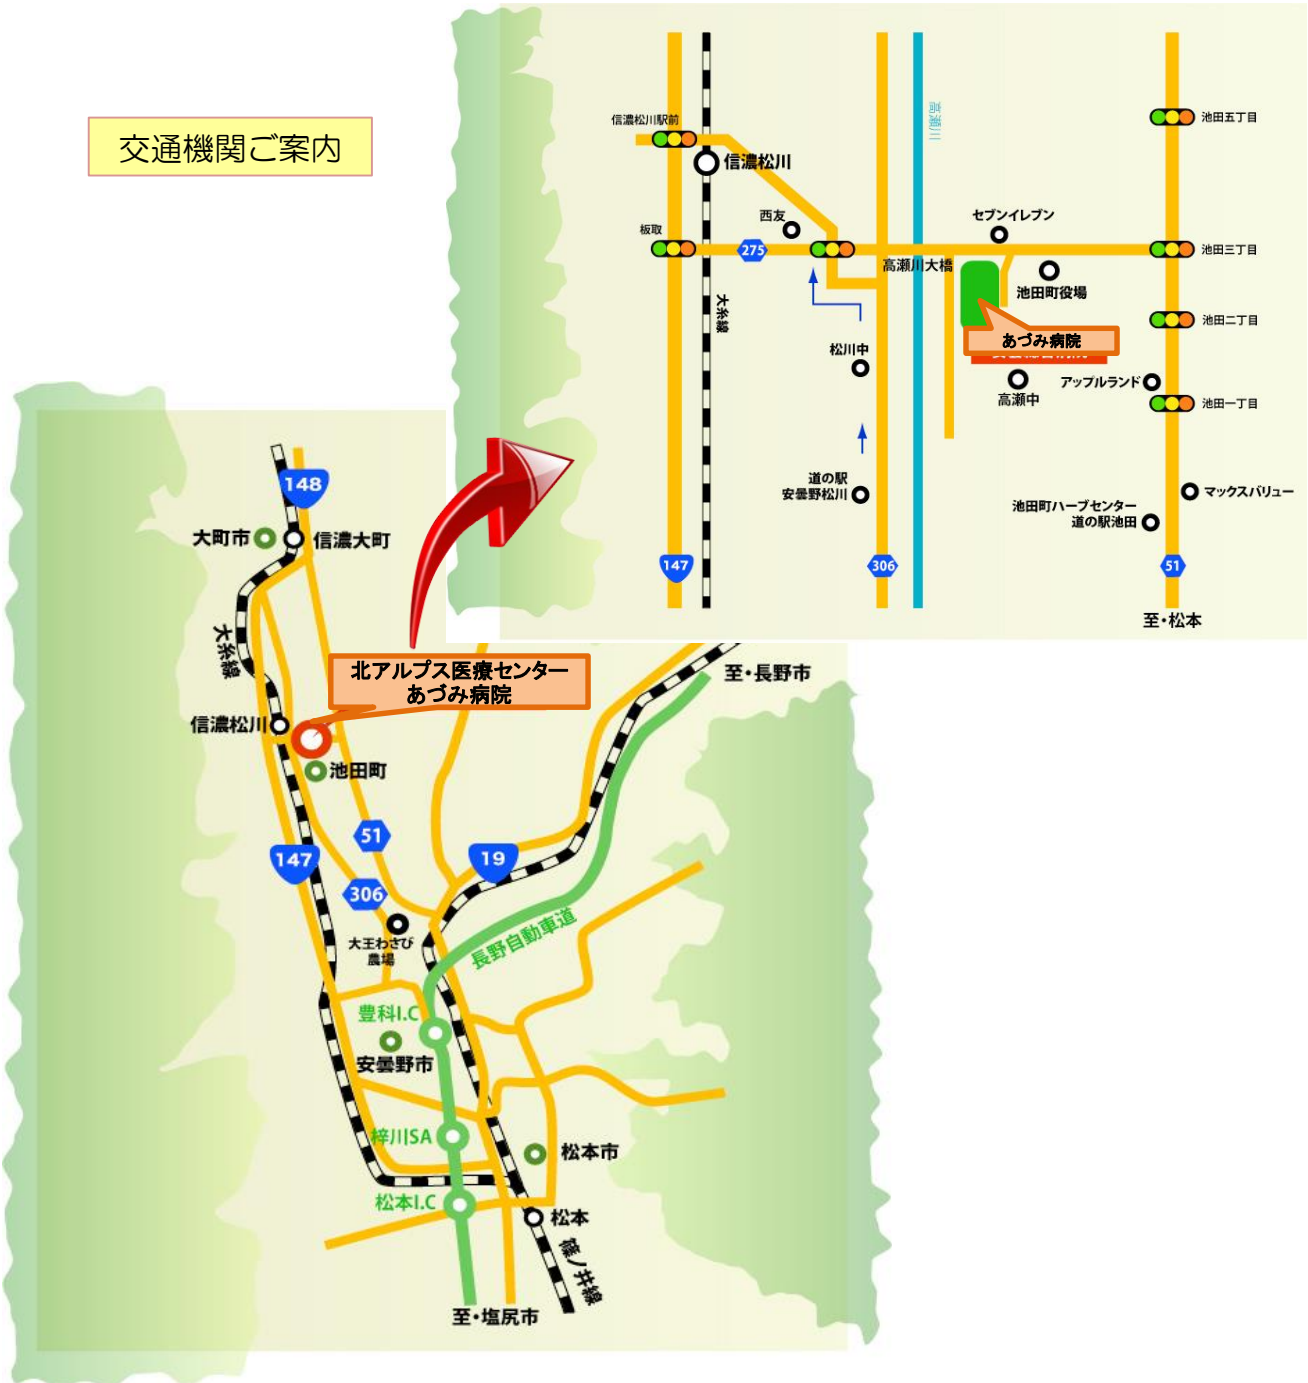 交通機関ご案内
信濃松川駅前
信濃松川
高瀬川
池田五丁目
西友
セブンイレブン
板取
275
高瀬川大橋
池田三丁目
池田町役場
大糸線
池田二丁目
あづみ病院
松川中
高瀬中
アップルランド
池田一丁目
道の駅
安曇野松川
マックスバリュー
池田町ハーブセンター
道の駅池田
147
306
51
至・松本
148
大町市
信濃大町
大糸線
北アルプス医療センター
あづみ病院
至・長野市
信濃松川
池田町
51
147
19
306
大王わさび
農場
長野自動車道
豊科I.C
安曇野市
梓川SA
松本市
松本I.C
松本
篠ノ井線
至・塩尻市